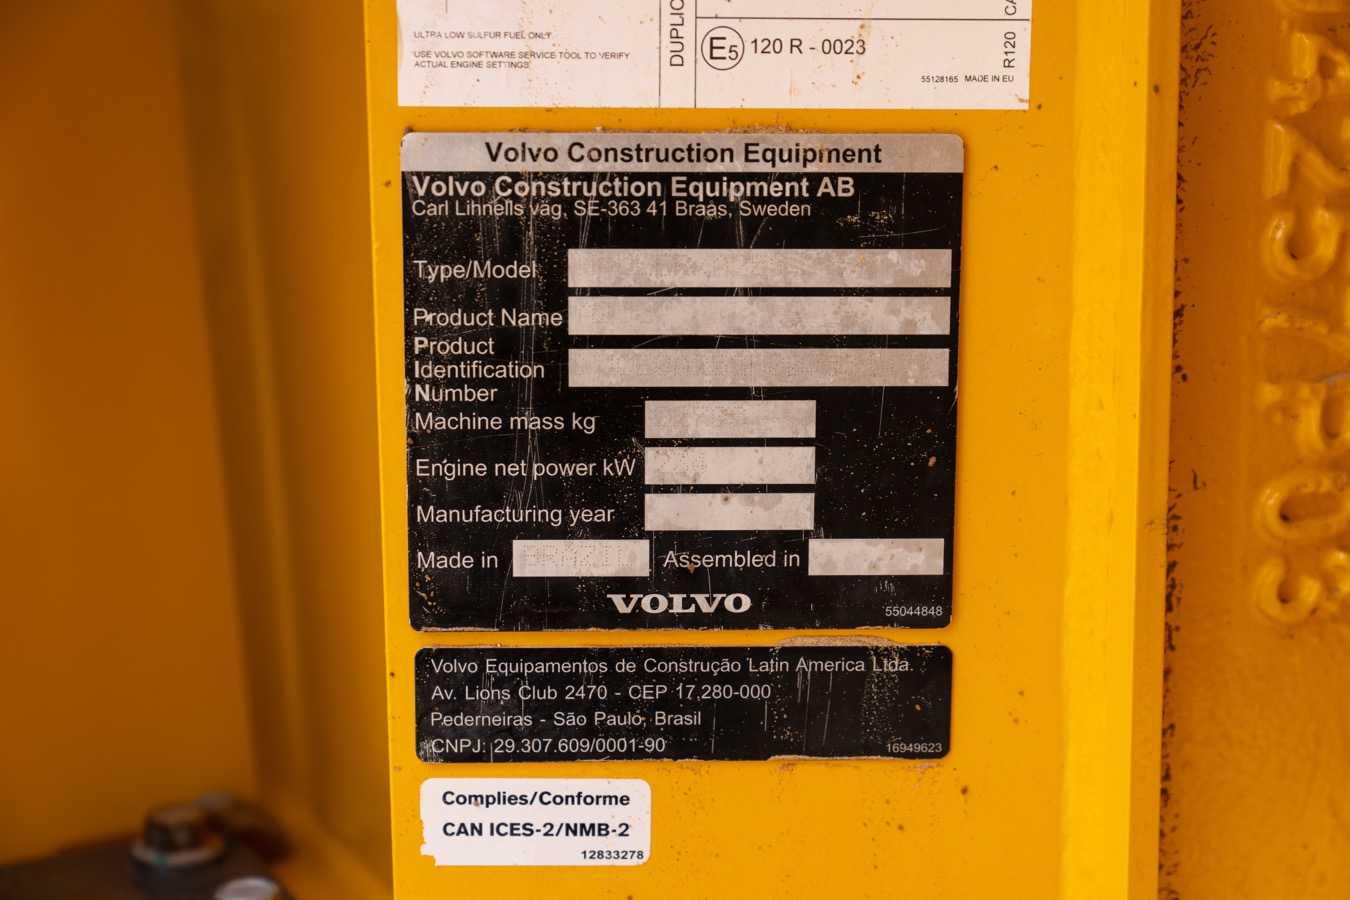 ULTRA LOW SULFUR FUEL ONLY.
USE VOLVO SOFTWARE SERVICE TOOL TO VERIFY
ACTUAL ENGINE SETTINGS.
E5 120 R - 0023
R120
55128165 MADE IN EU
Volvo Construction Equipment
Volvo Construction Equipment AB
Carl Lihnells väg, SE-363 41 Braås, Sweden
Type/Model
Product Name
Product
Identification
Number
Machine mass kg
Engine net power kW
Manufacturing year
Made in Assembled in
VOLVO
55044848
Volvo Equipamentos de Construção Latin America Ltda.
Av. Lions Club 2470 - CEP 17.280-000
Pederneiras - São Paulo, Brasil
CNPJ: 29.307.609/0001-90
16949623
Complies/Conforme
CAN ICES-2/NMB-2
12833278